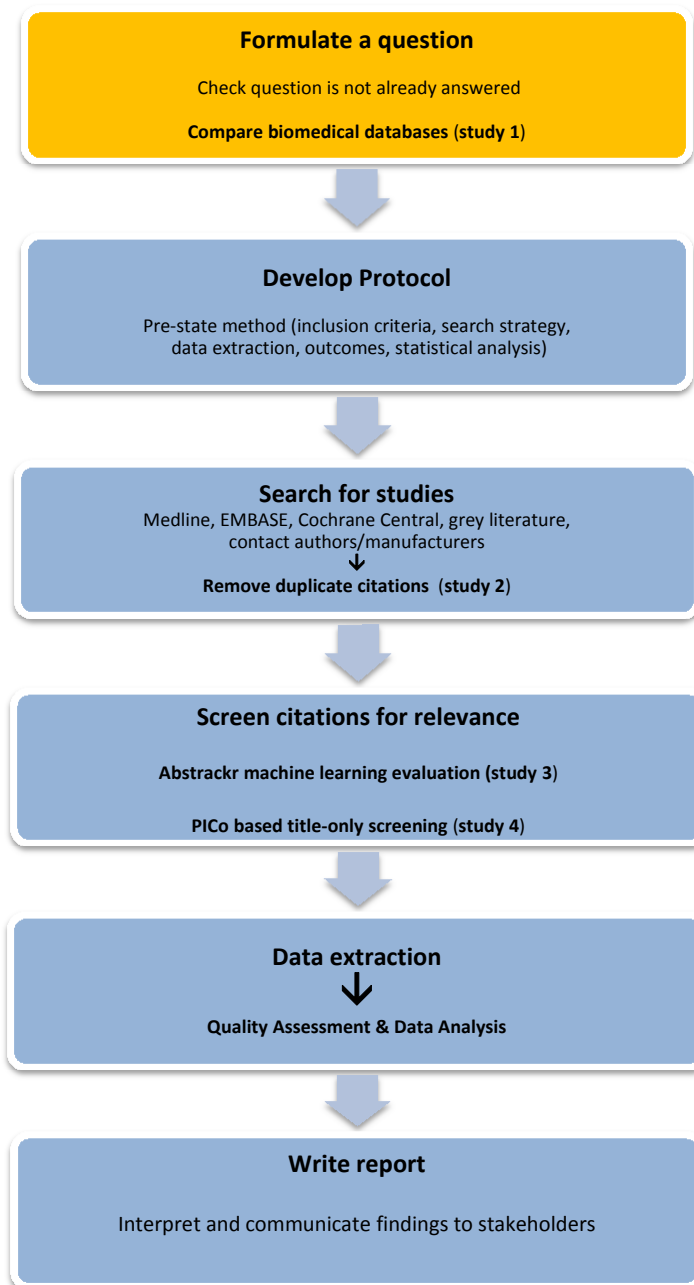 Formulate a question
Check question is not already answered
Compare biomedical databases (study 1)
Develop Protocol
Pre-state method (inclusion criteria, search strategy,
data extraction, outcomes, statistical analysis)
Search for studies
Medline, EMBASE, Cochrane Central, grey literature,
contact authors/manufacturers
Remove duplicate citations (study 2)
Screen citations for relevance
Abstrackr machine learning evaluation (study 3)
PICo based title-only screening (study 4)
Data extraction
Quality Assessment & Data Analysis
Write report
Interpret and communicate findings to stakeholders